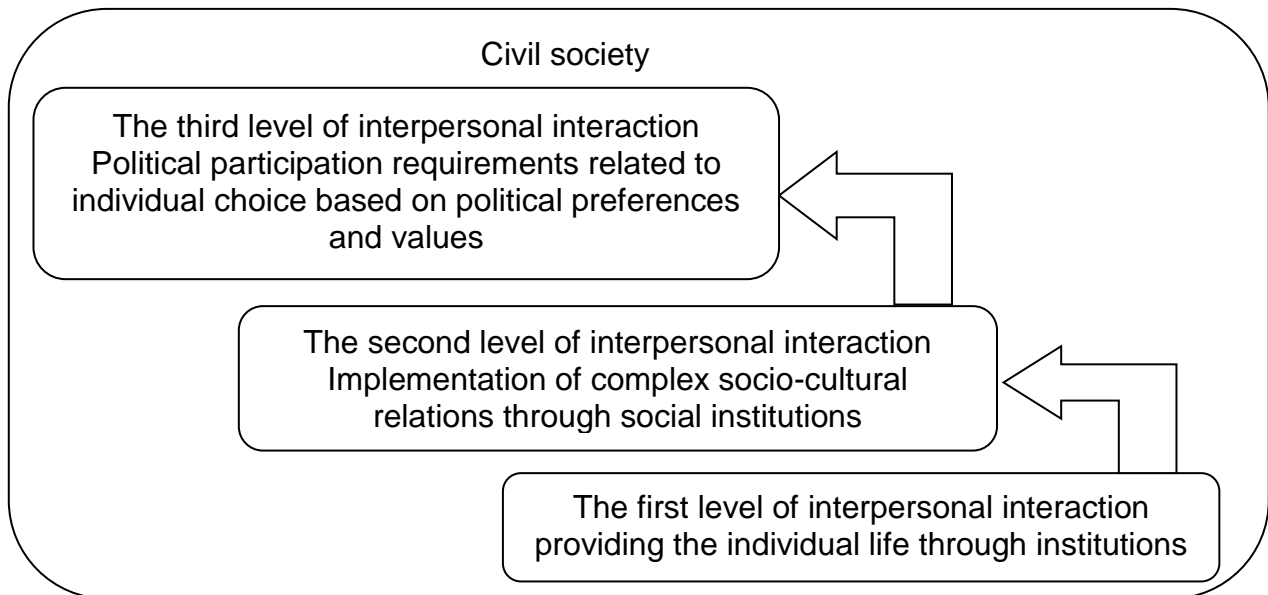 Civil society
The third level of interpersonal interaction
Political participation requirements related to
individual choice based on political preferences
and values
The second level of interpersonal interaction
Implementation of complex socio-cultural
relations through social institutions
The first level of interpersonal interaction
providing the individual life through institutions